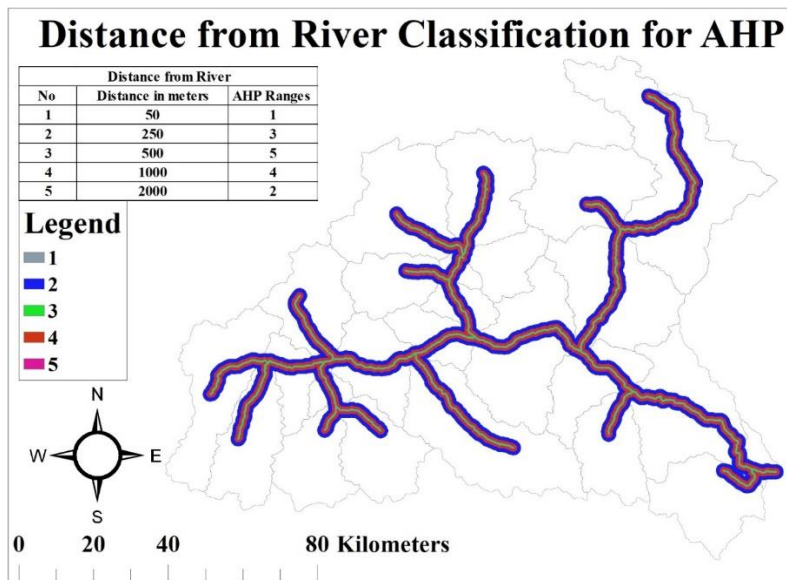 Distance from River Classification for AHP
Distance from River
No Distance in meters AHP Ranges
1 50 1
2 250 3
3 500 5
4 1000 4
5 2000 2
Legend
1
2
3
4
5
N
W E
S
0 20 40 80 Kilometers